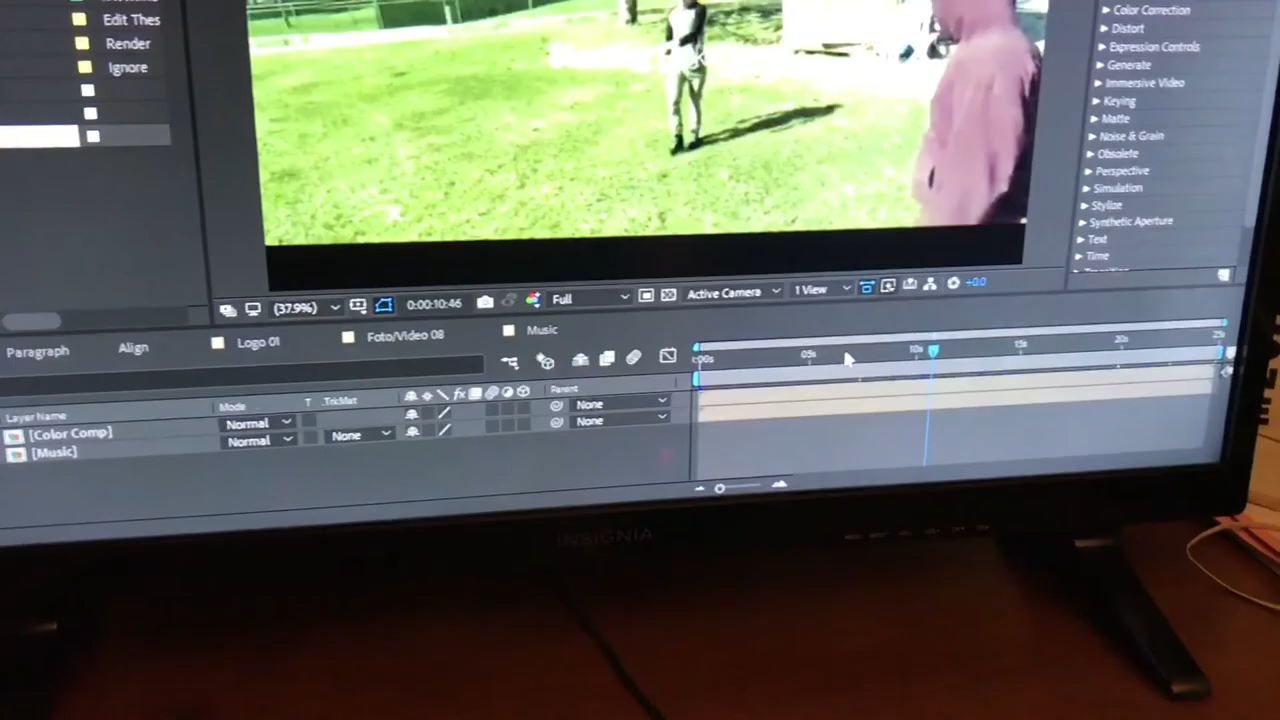 Edit Thes
Render
Ignore
Color Correction
Distort
Expression Controls
Generate
Immersive Video
Keying
Matte
Noise & Grain
Obsolete
Perspective
Simulation
Stylize
Synthetic Aperture
Text
Time
(37.9%) 0:00:10:46 Full Active Camera 1 View +0.0
Paragraph Align Logo 01 Foto/Video 08 Music
:00s 05s 10s 15s 20s 25s
Layer Name Mode T .TrkMat fx Parent
[Color Comp] Normal None
[Music] Normal None None
INSIGNIA